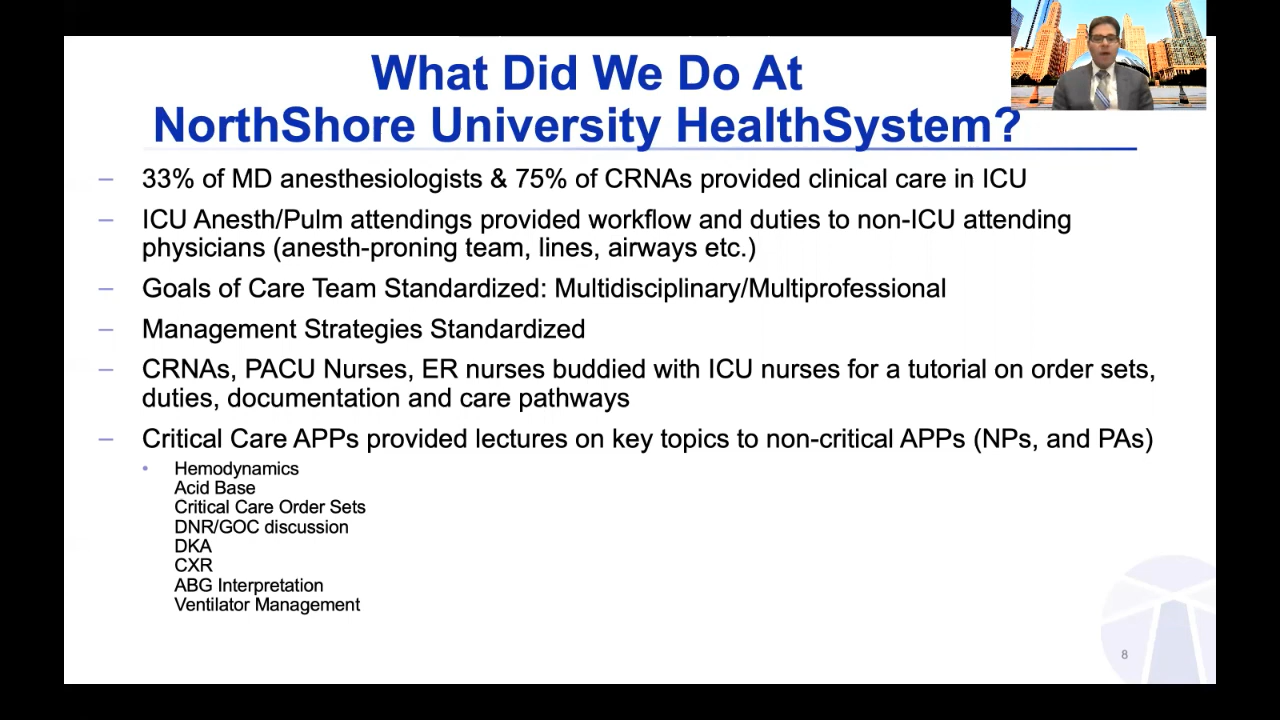 What Did We Do At
NorthShore University HealthSystem?
– 33% of MD anesthesiologists & 75% of CRNAs provided clinical care in ICU
– ICU Anesth/Pulm attendings provided workflow and duties to non-ICU attending
physicians (anesth-proning team, lines, airways etc.)
– Goals of Care Team Standardized: Multidisciplinary/Multiprofessional
– Management Strategies Standardized
– CRNAs, PACU Nurses, ER nurses buddied with ICU nurses for a tutorial on order sets,
duties, documentation and care pathways
– Critical Care APPs provided lectures on key topics to non-critical APPs (NPs, and PAs)
• Hemodynamics
Acid Base
Critical Care Order Sets
DNR/GOC discussion
DKA
CXR
ABG Interpretation
Ventilator Management
8